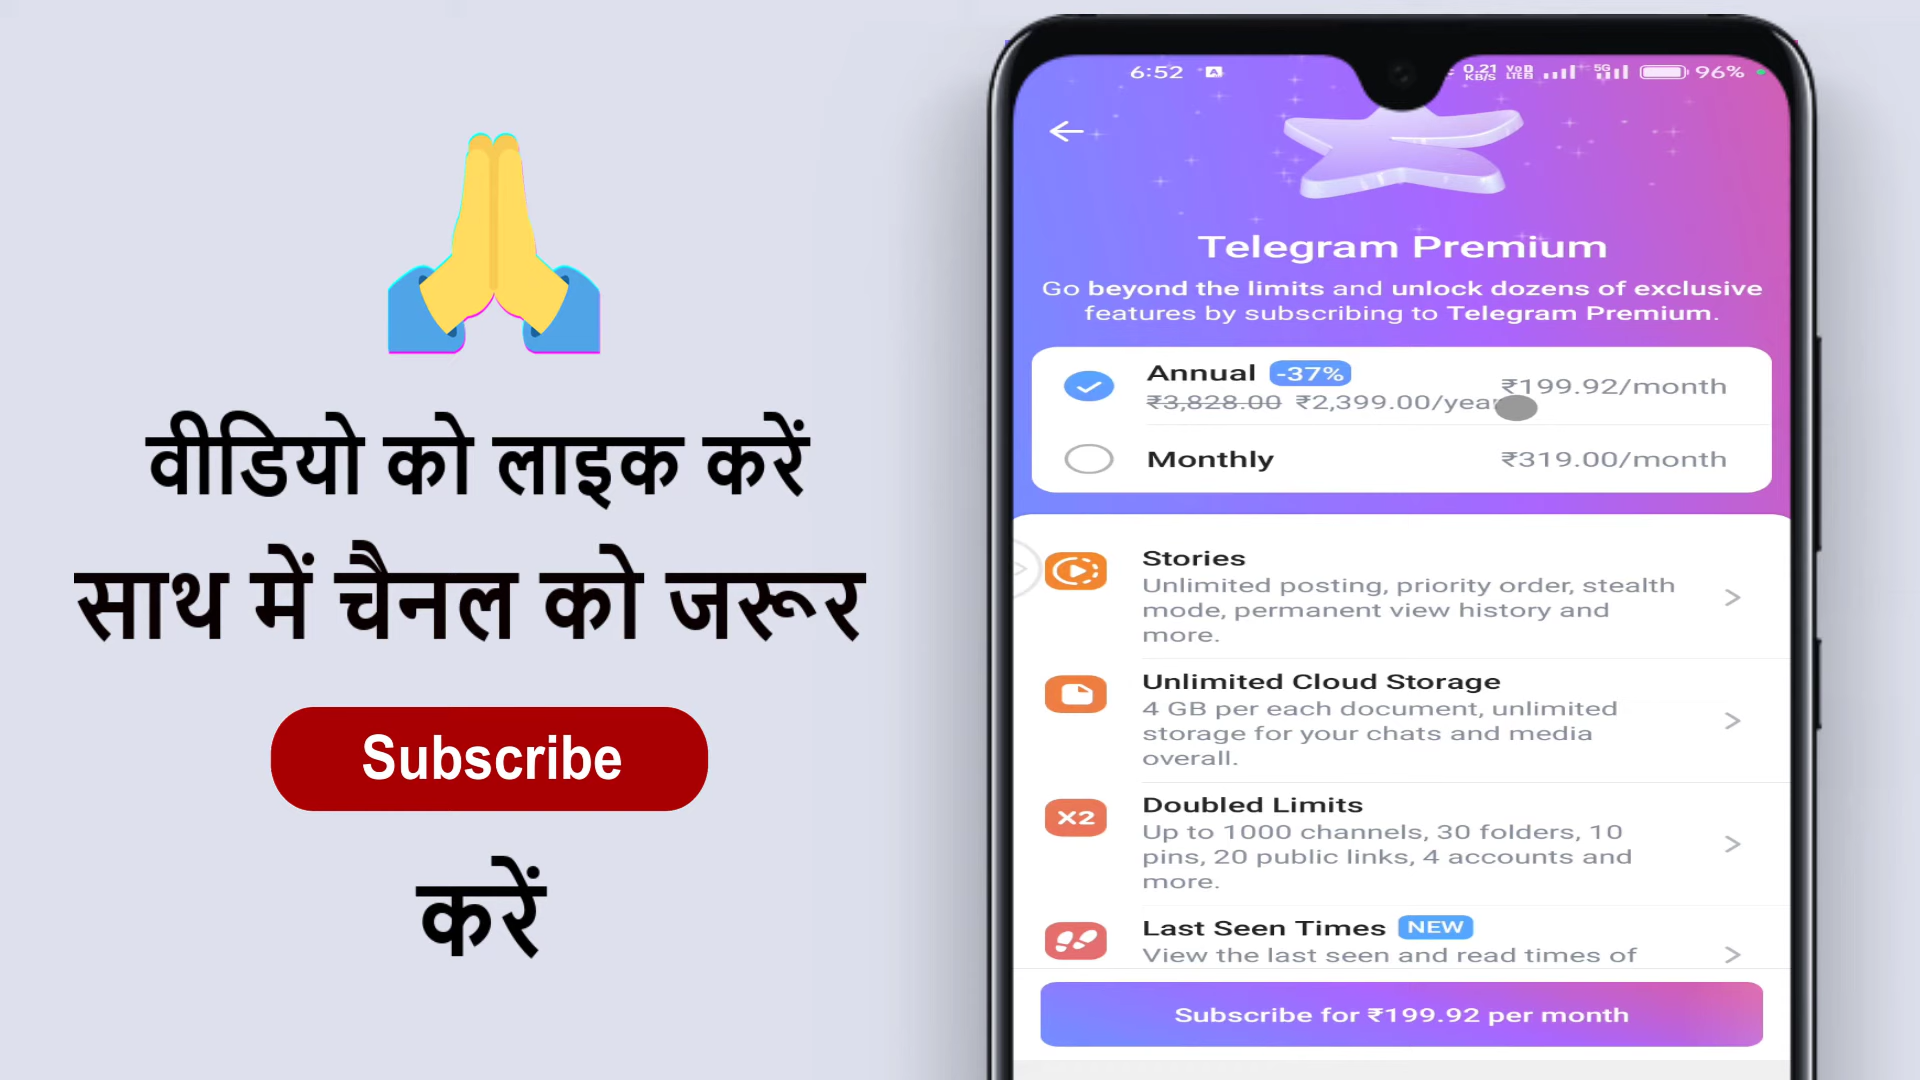 वीडियो को लाइक करें
साथ में चैनल को जरूर
Subscribe
करें
6:52
A
0.21
KB/S
5G
96%
Telegram Premium
Go beyond the limits and unlock dozens of exclusive
features by subscribing to Telegram Premium.
Annual -37%
₹3,828.00 ₹2,399.00/year
₹199.92/month
Monthly
₹319.00/month
Stories
Unlimited posting, priority order, stealth
mode, permanent view history and
more.
Unlimited Cloud Storage
4 GB per each document, unlimited
storage for your chats and media
overall.
X2
Doubled Limits
Up to 1000 channels, 30 folders, 10
pins, 20 public links, 4 accounts and
more.
Last Seen Times NEW
View the last seen and read times of
Subscribe for ₹199.92 per month